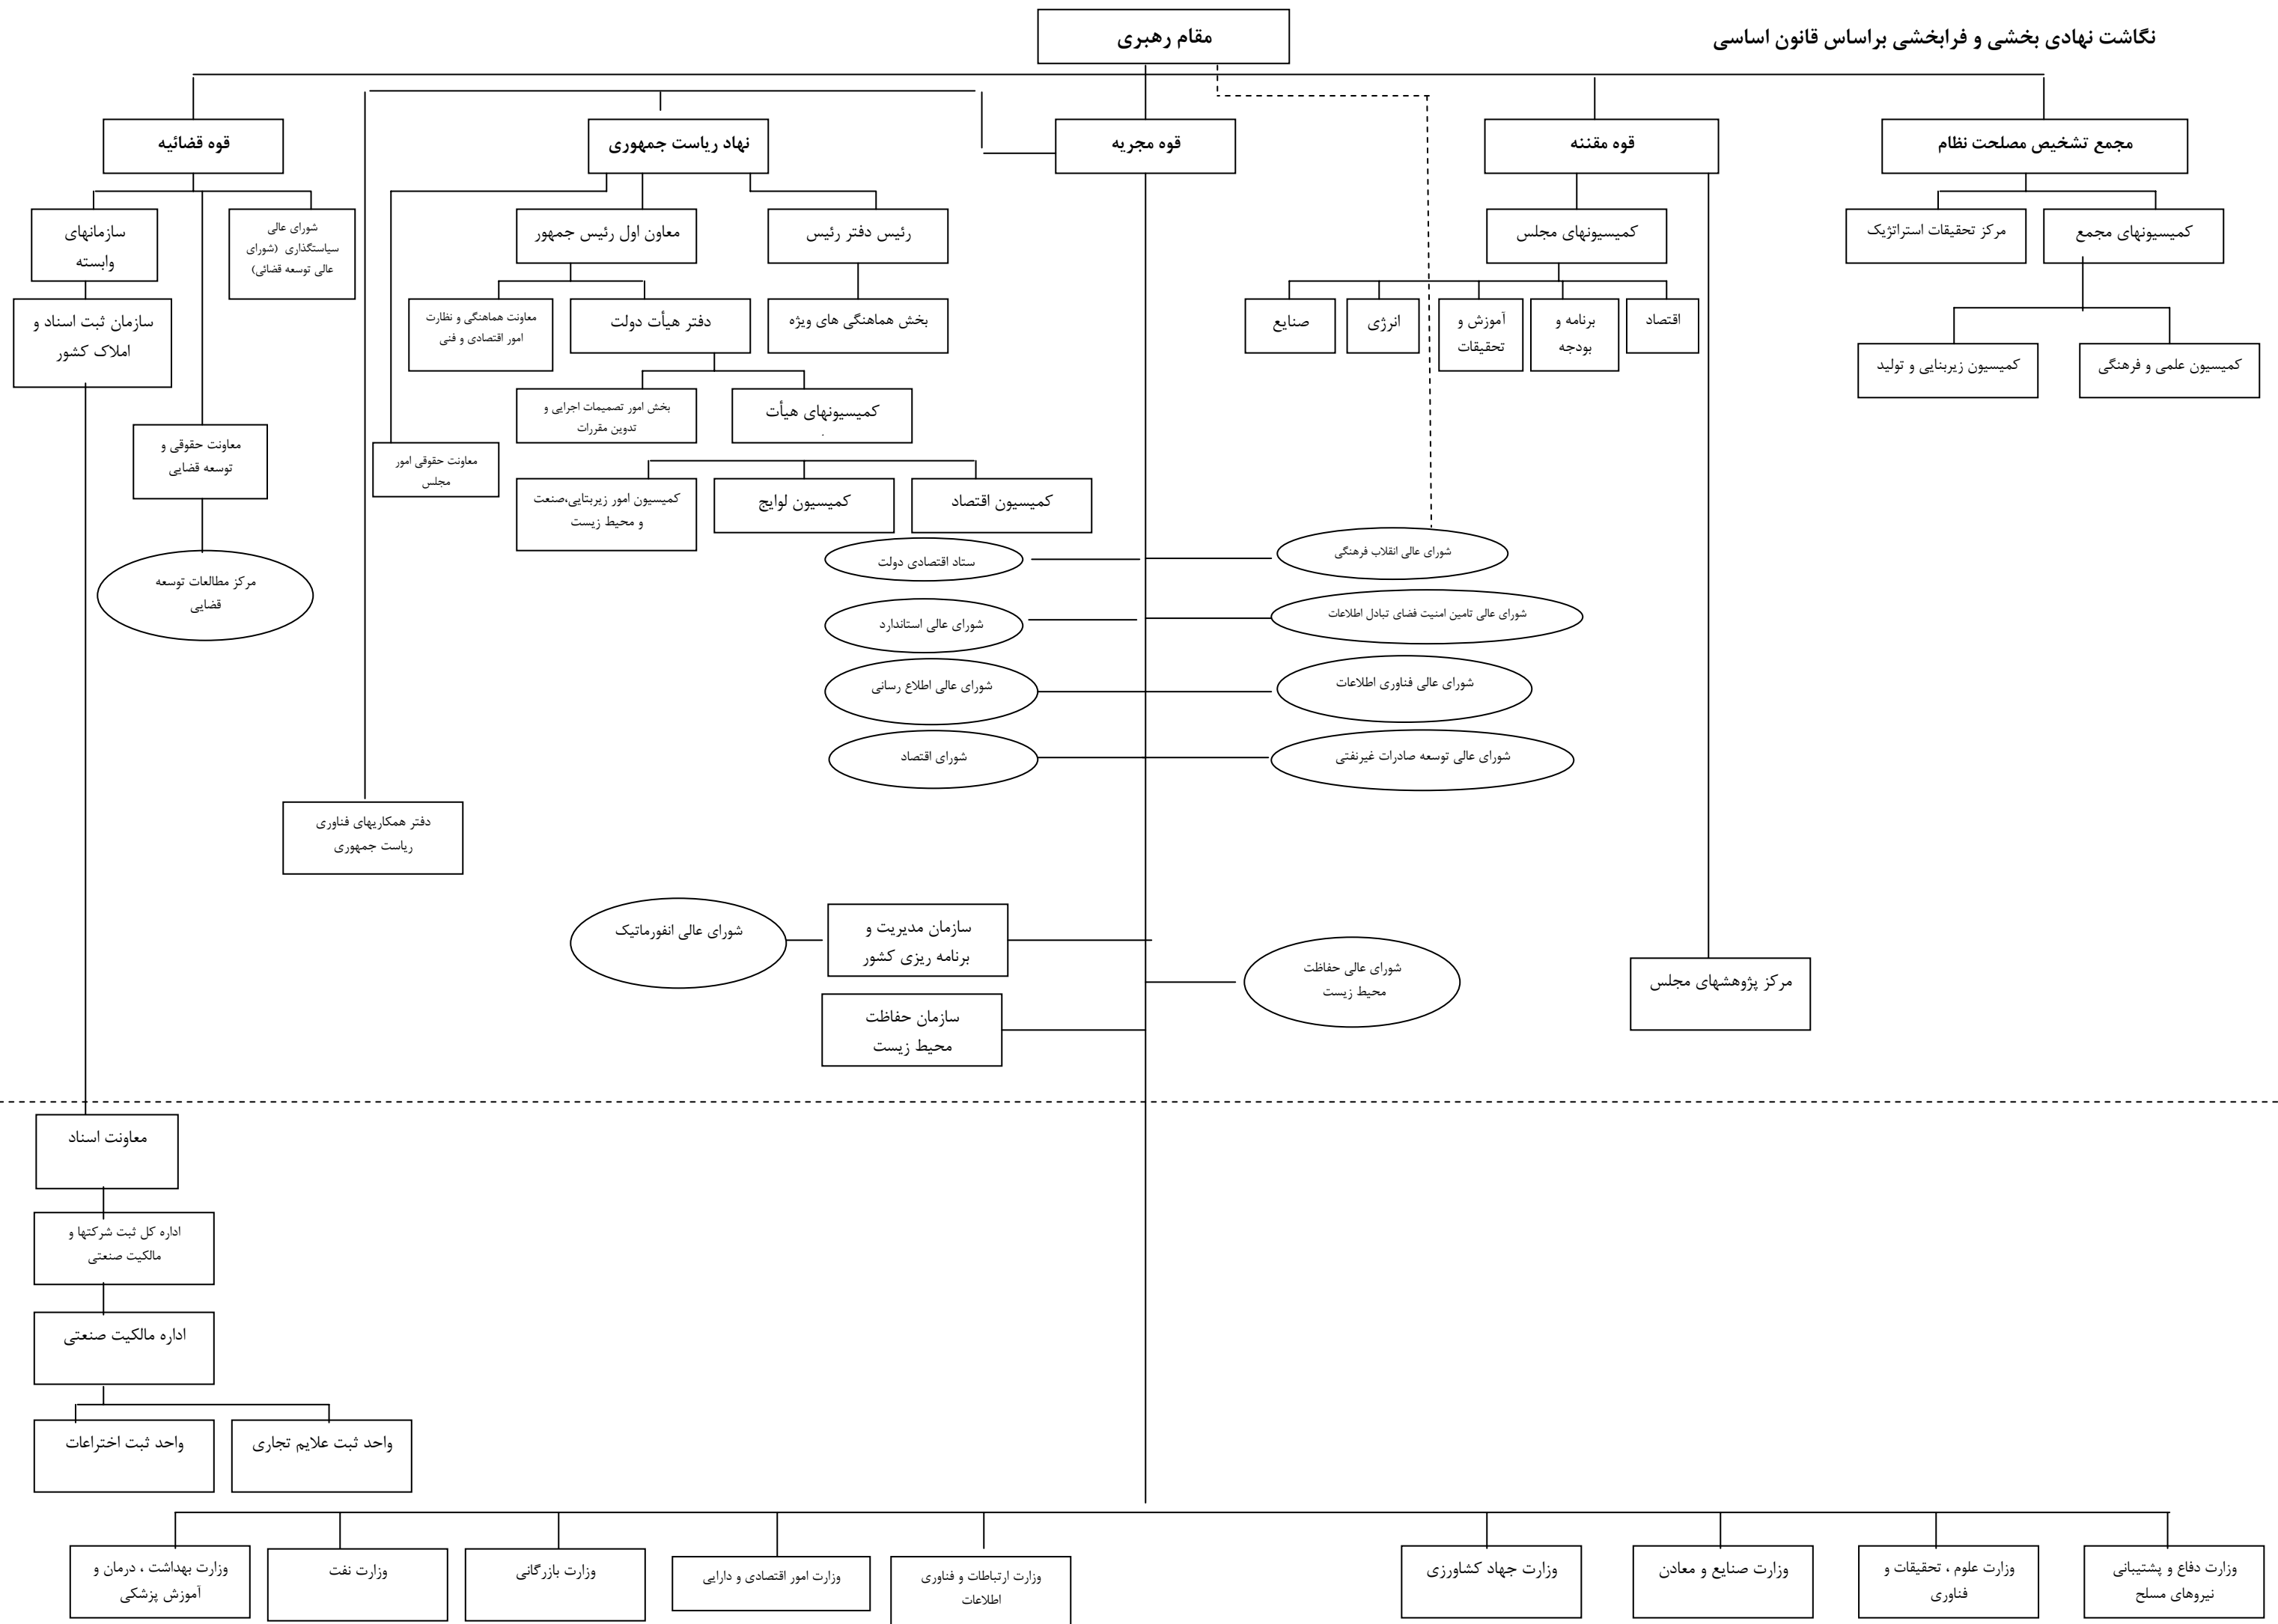 نگاشت نهادی بخشی و فرابخشی براساس قانون اساسی
مقام رهبری
مجمع تشخیص مصلحت نظام
قوه مقننه
قوه مجریه
نهاد ریاست جمهوری
قوه قضائیه
کمیسیونهای مجمع
مرکز تحقیقات استراتژیک
کمیسیون علمی و فرهنگی
کمیسیون زیربنایی و تولید
کمیسیونهای مجلس
اقتصاد
برنامه و
بودجه
آموزش و
تحقیقات
انرژی
صنایع
رئیس دفتر رئیس
معاون اول رئیس جمهور
بخش هماهنگی های ویژه
دفتر هیأت دولت
معاونت هماهنگی و نظارت
امور اقتصادی و فنی
کمیسیونهای هیأت
بخش امور تصمیمات اجرایی و
تدوین مقررات
معاونت حقوقی امور
مجلس
کمیسیون اقتصاد
کمیسیون لوایح
کمیسیون امور زیربتایی،صنعت
و محیط زیست
شورای عالی
سیاستگذاری (شورای
عالی توسعه قضائی)
سازمانهای
وابسته
سازمان ثبت اسناد و
املاک کشور
معاونت حقوقی و
توسعه قضایی
مرکز مطالعات توسعه
قضایی
شورای عالی انقلاب فرهنگی
ستاد اقتصادی دولت
شورای عالی تامین امنیت فضای تبادل اطلاعات
شورای عالی استاندارد
شورای عالی فناوری اطلاعات
شورای عالی اطلاع رسانی
شورای عالی توسعه صادرات غیرنفتی
شورای اقتصاد
دفتر همکاریهای فناوری
ریاست جمهوری
سازمان مدیریت و
برنامه ریزی کشور
شورای عالی انفورماتیک
شورای عالی حفاظت
محیط زیست
مرکز پژوهشهای مجلس
سازمان حفاظت
محیط زیست
معاونت اسناد
اداره کل ثبت شرکتها و
مالکیت صنعتی
اداره مالکیت صنعتی
واحد ثبت علایم تجاری
واحد ثبت اختراعات
وزارت دفاع و پشتیبانی
نیروهای مسلح
وزارت علوم ، تحقیقات و
فناوری
وزارت صنایع و معادن
وزارت جهاد کشاورزی
وزارت ارتباطات و فناوری
اطلاعات
وزارت امور اقتصادی و دارایی
وزارت بازرگانی
وزارت نفت
وزارت بهداشت ، درمان و
آموزش پزشکی